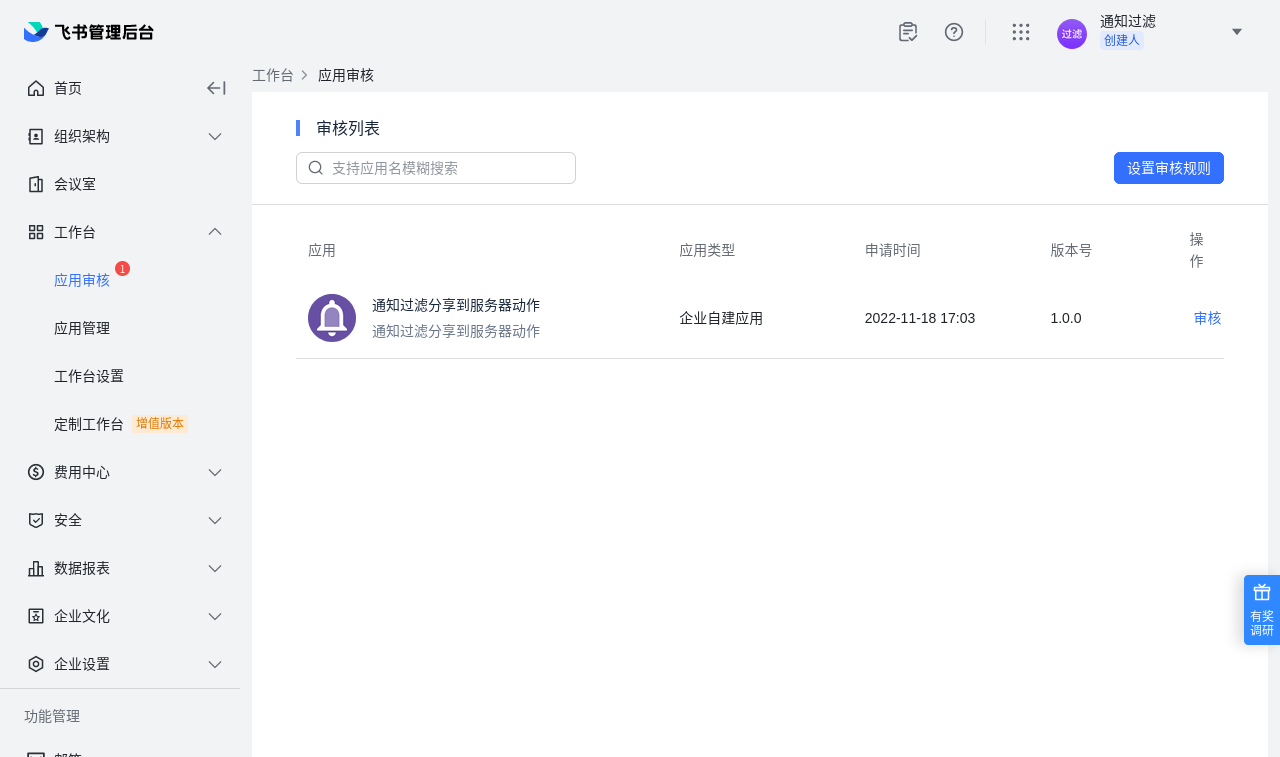 飞书管理后台
过滤
通知过滤
创建人
首页
组织架构
会议室
工作台
应用审核
1
应用管理
工作台设置
定制工作台 增值版本
费用中心
安全
数据报表
企业文化
企业设置
功能管理
邮箱
工作台 应用审核
审核列表
支持应用名模糊搜索
设置审核规则
应用 应用类型 申请时间 版本号 操作
通知过滤分享到服务器动作
通知过滤分享到服务器动作
企业自建应用 2022-11-18 17:03 1.0.0 审核
有奖
调研